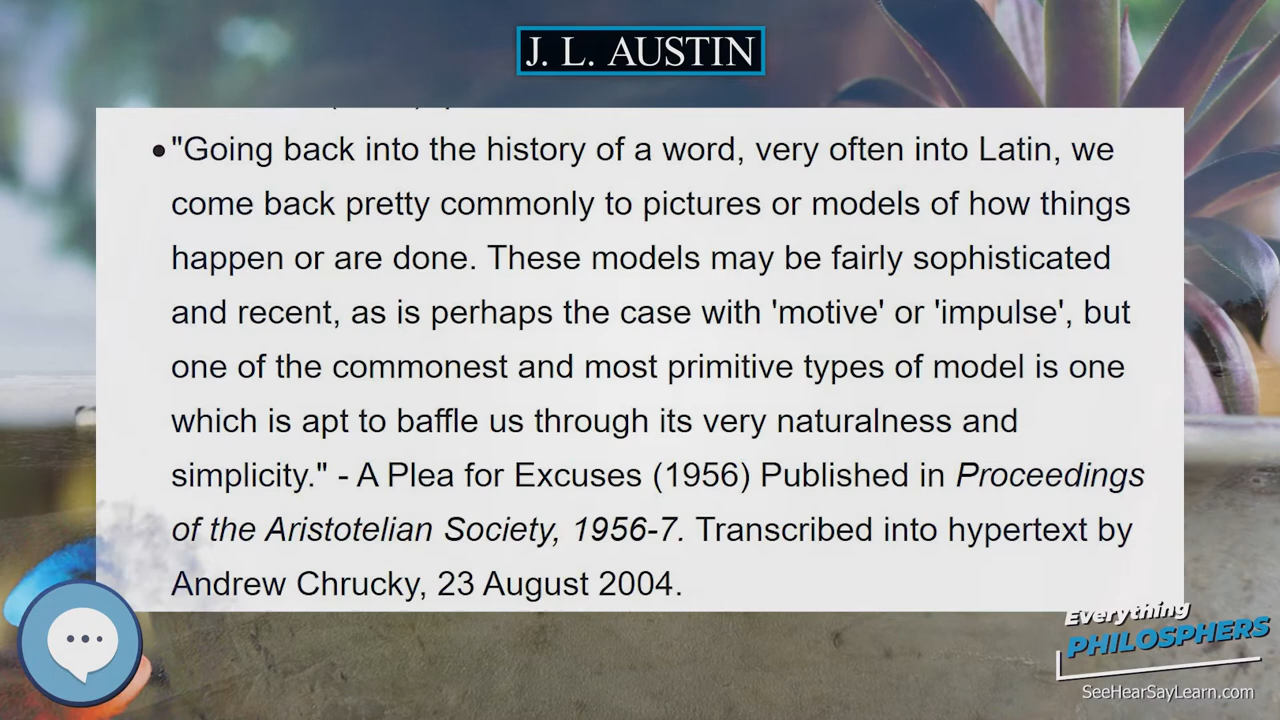 J. L. AUSTIN
•"Going back into the history of a word, very often into Latin, we
come back pretty commonly to pictures or models of how things
happen or are done. These models may be fairly sophisticated
and recent, as is perhaps the case with 'motive' or 'impulse', but
one of the commonest and most primitive types of model is one
which is apt to baffle us through its very naturalness and
simplicity." - A Plea for Excuses (1956) Published in Proceedings
of the Aristotelian Society, 1956-7. Transcribed into hypertext by
Andrew Chrucky, 23 August 2004.
Everything
PHILOSPHERS
SeeHearSayLearn.com